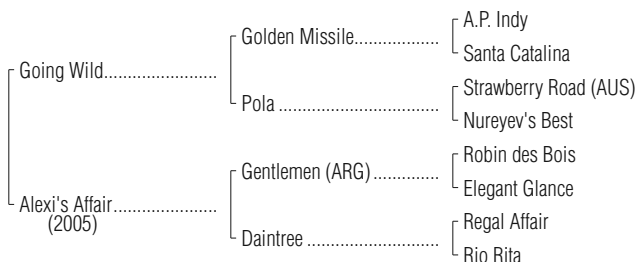 A.P. Indy
Golden Missile
Santa Catalina
Going Wild
Strawberry Road (AUS)
Pola
Nureyev's Best
Robin des Bois
Gentlemen (ARG)
Elegant Glance
Alexi's Affair
(2005)
Regal Affair
Daintree
Rio Rita